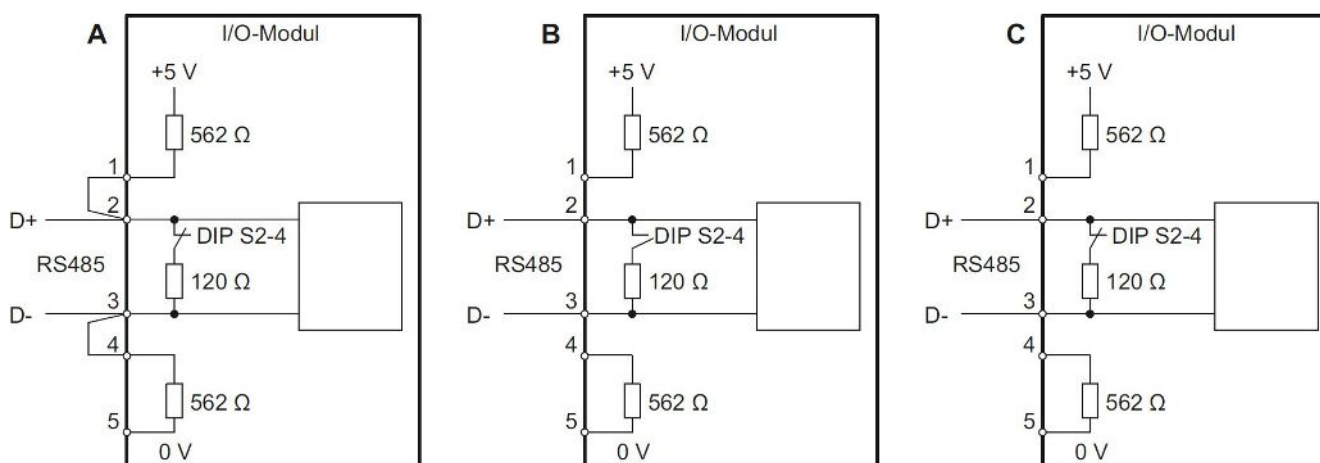 A
I/O-Modul
+5 V
562 Ω
1
2
D+
DIP S2-4
RS485
120 Ω
3
D-
4
562 Ω
5
0 V
B
I/O-Modul
+5 V
562 Ω
1
2
D+
DIP S2-4
RS485
120 Ω
3
D-
4
562 Ω
5
0 V
C
I/O-Modul
+5 V
562 Ω
1
2
D+
DIP S2-4
RS485
120 Ω
3
D-
4
562 Ω
5
0 V